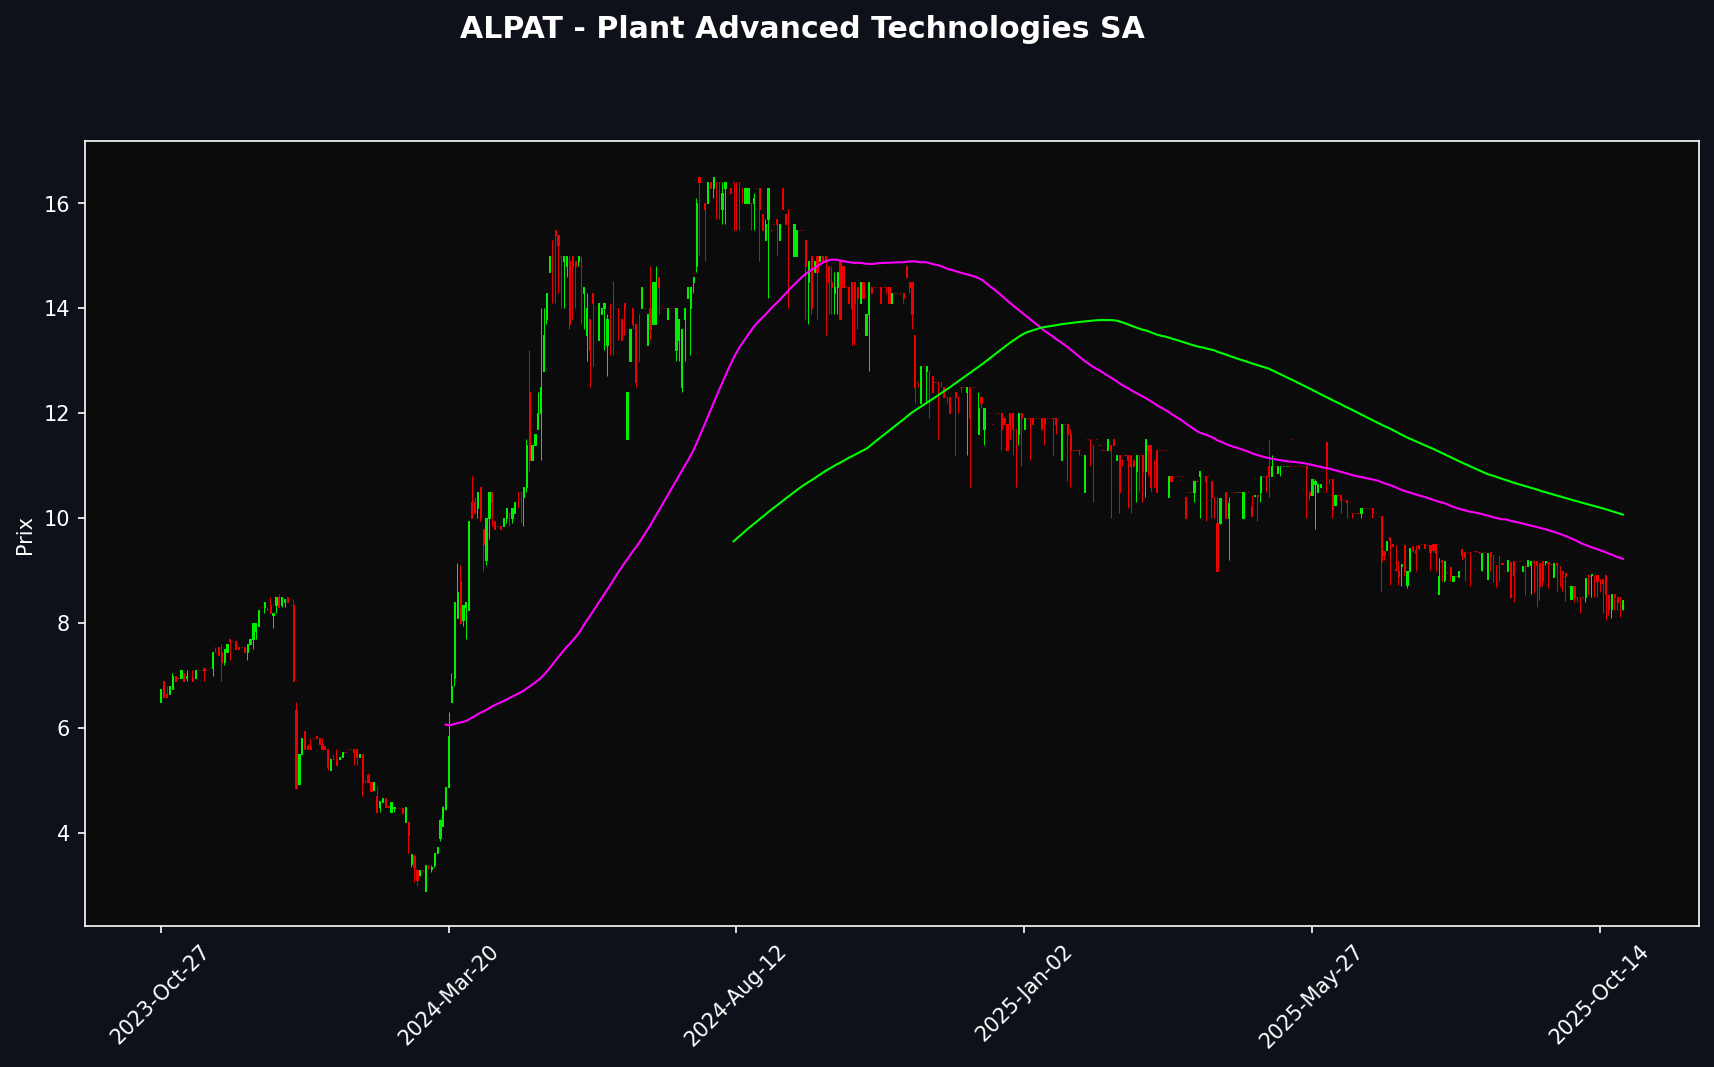 ALPAT - Plant Advanced Technologies SA
Prix
16
14
12
10
8
6
4
2023-Oct-27
2024-Mar-20
2024-Aug-12
2025-Jan-02
2025-May-27
2025-Oct-14